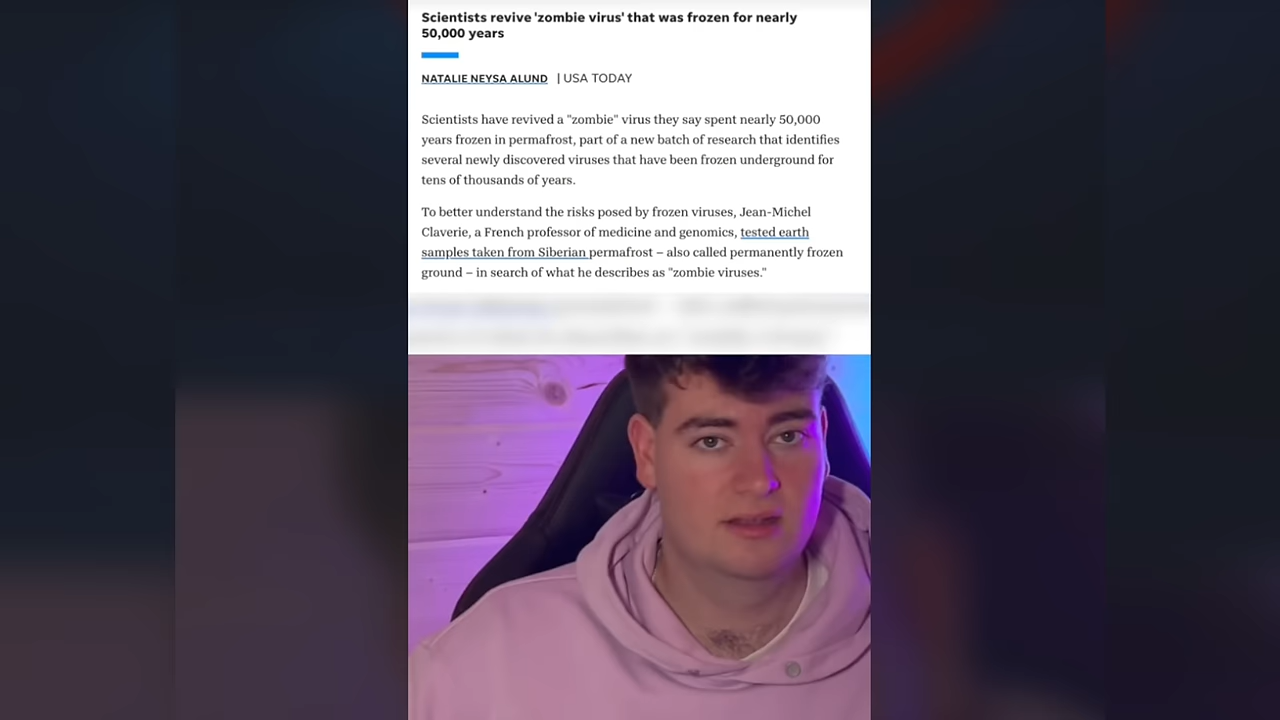 Scientists revive 'zombie virus' that was frozen for nearly
50,000 years
NATALIE NEYSA ALUND | USA TODAY
Scientists have revived a "zombie" virus they say spent nearly 50,000
years frozen in permafrost, part of a new batch of research that identifies
several newly discovered viruses that have been frozen underground for
tens of thousands of years.
To better understand the risks posed by frozen viruses, Jean-Michel
Claverie, a French professor of medicine and genomics, tested earth
samples taken from Siberian permafrost – also called permanently frozen
ground – in search of what he describes as "zombie viruses."